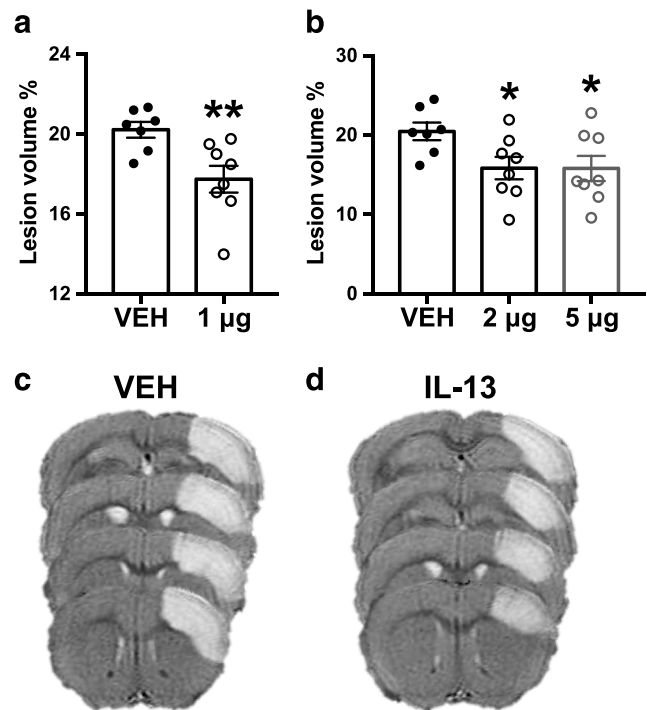 a
b
Lesion volume %
24
20
16
12
**
VEH
1 µg
Lesion volume %
30
20
10
0
*
*
VEH
2 µg
5 µg
c
VEH
d
IL-13